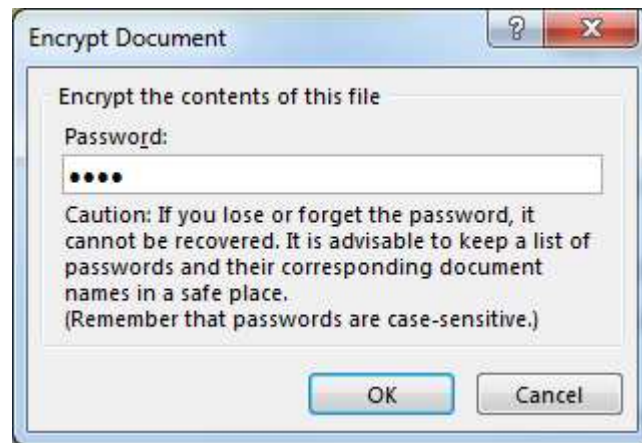 Encrypt Document
?
X
Encrypt the contents of this file
Password:
••••
Caution: If you lose or forget the password, it
cannot be recovered. It is advisable to keep a list of
passwords and their corresponding document
names in a safe place.
(Remember that passwords are case-sensitive.)
OK
Cancel